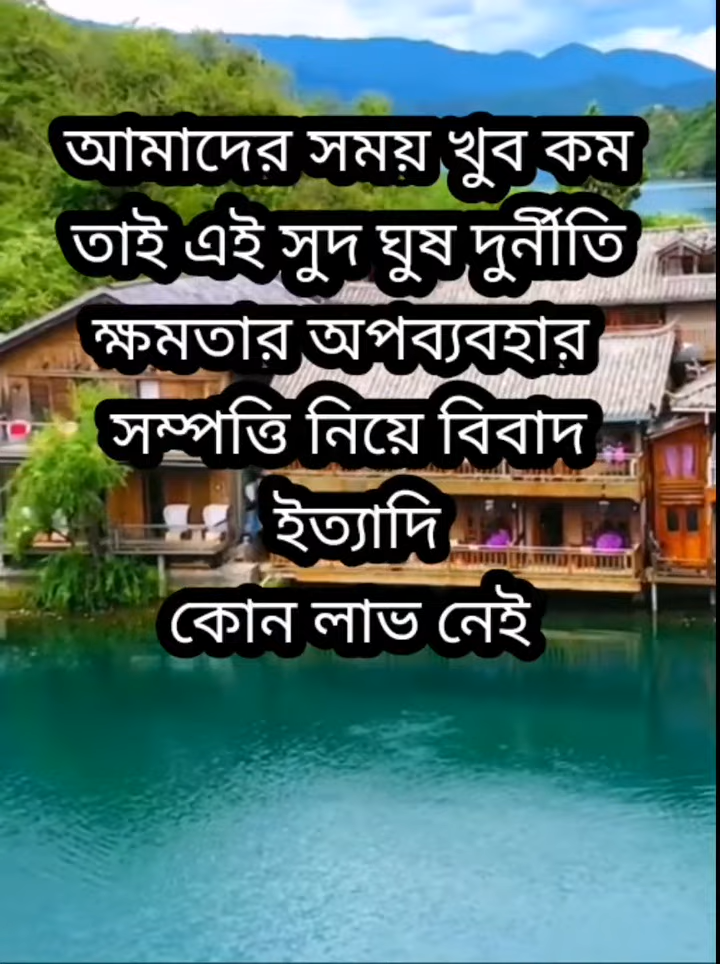 আমাদের সময় খুব কম
তাই এই সুদ ঘুষ দুর্নীতি
ক্ষমতার অপব্যবহার
সম্পত্তি নিয়ে বিবাদ
ইত্যাদি
কোন লাভ নেই